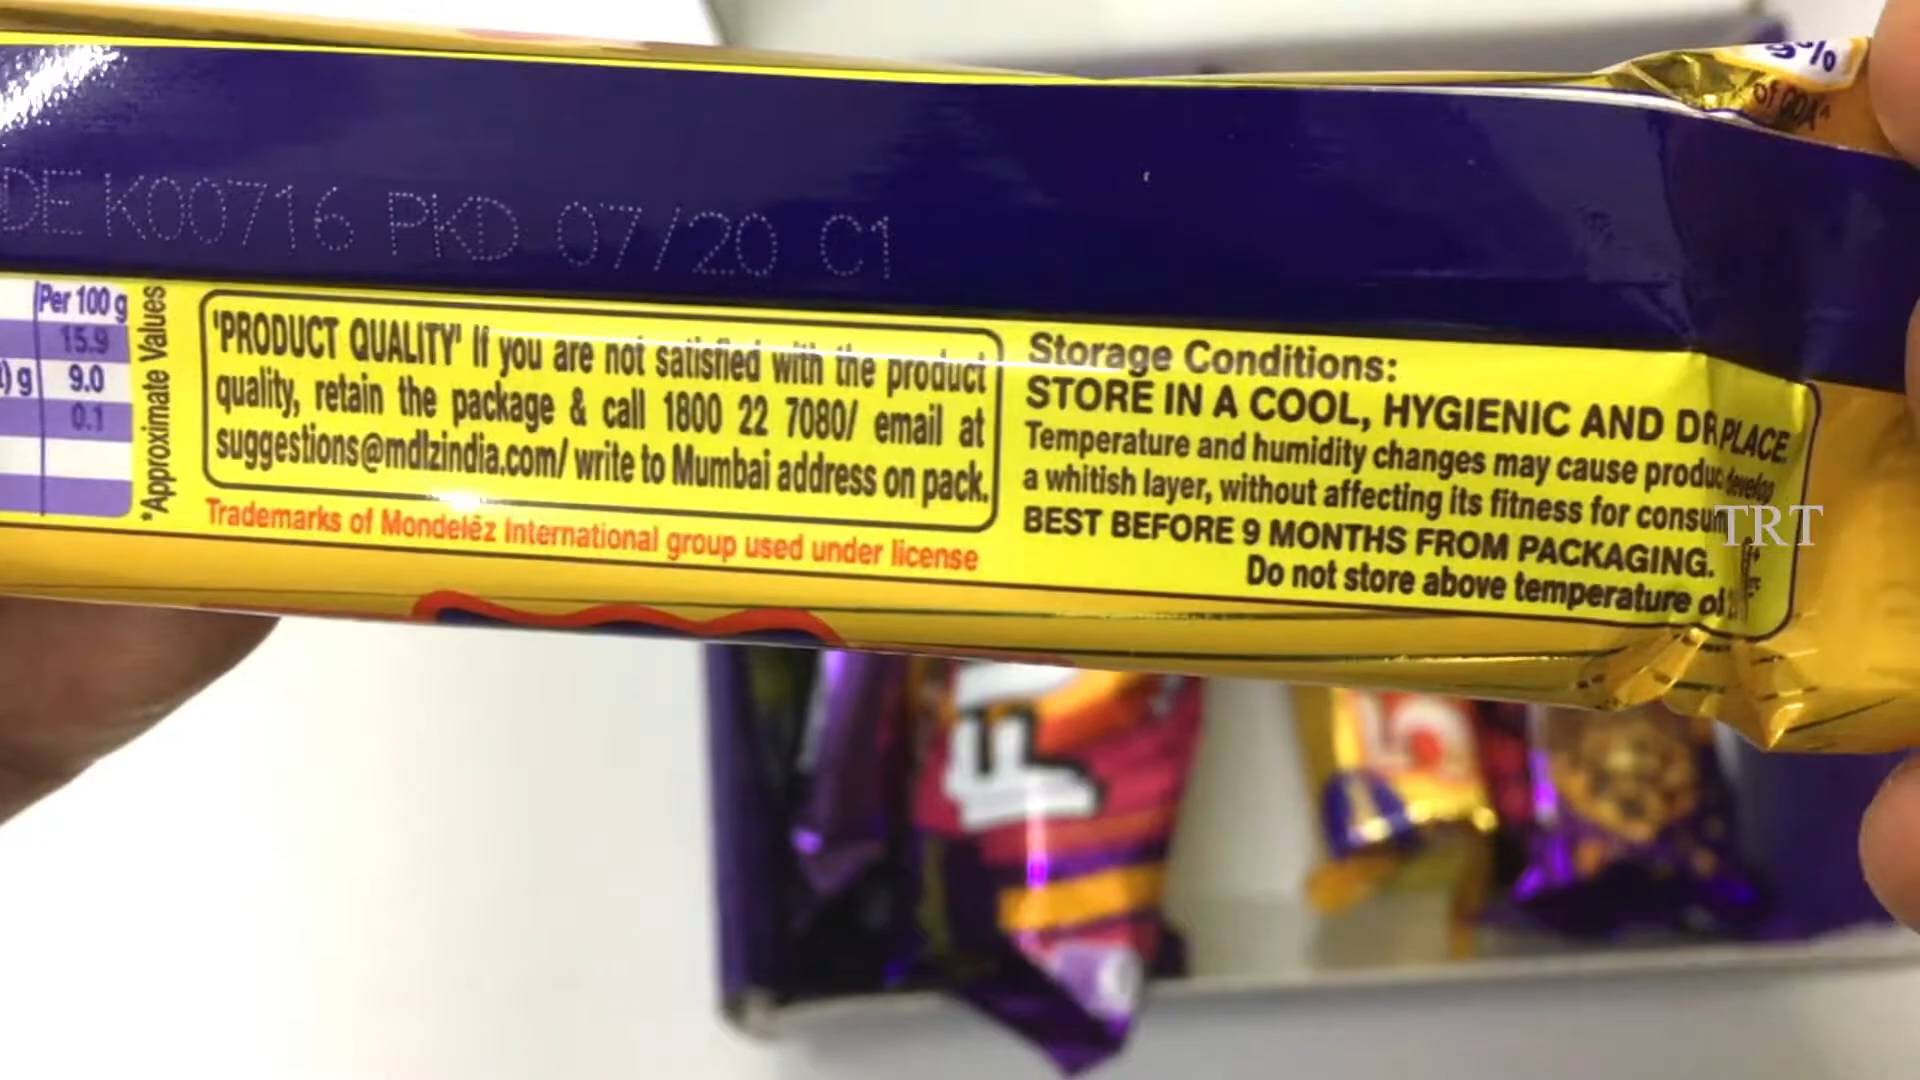 % 
of GDA^
DE K00716 PKD 07/20 C1
Per 100 g
15.9
g 9.0
0.1
*Approximate Values
'PRODUCT QUALITY' If you are not satisfied with the product
quality, retain the package & call 1800 22 7080/ email at
suggestions@mdlzindia.com/ write to Mumbai address on pack.
Trademarks of Mondelēz International group used under license
Storage Conditions:
STORE IN A COOL, HYGIENIC AND DR PLACE.
Temperature and humidity changes may cause produc develop
a whitish layer, without affecting its fitness for consum
BEST BEFORE 9 MONTHS FROM PACKAGING.
Do not store above temperature of
TRT
5